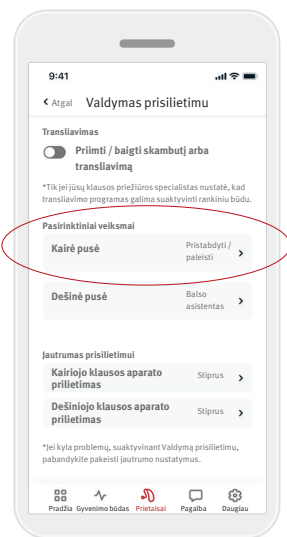 9:41
Atgal Valdymas prisilietimu
Transliavimas
Priimti / baigti skambutį arba
transliavimą
*Tik jei jūsų klausos priežiūros specialistas nustatė, kad
transliavimo programas galima suaktyvinti rankiniu būdu.
Pasirinktiniai veiksmai
Kairė pusė
Pristabdyti /
paleisti
Dešinė pusė
Balso
asistentas
Jautrumas prisilietimui
Kairiojo klausos aparato
prilietimas
Stiprus
Dešiniojo klausos aparato
prilietimas
Stiprus
*Jei kyla problemų, suaktyvinant Valdymą prisilietimu,
pabandykite pakeisti jautrumo nustatymus.
Pradžia Gyvenimo būdas Prietaisai Pagalba Daugiau